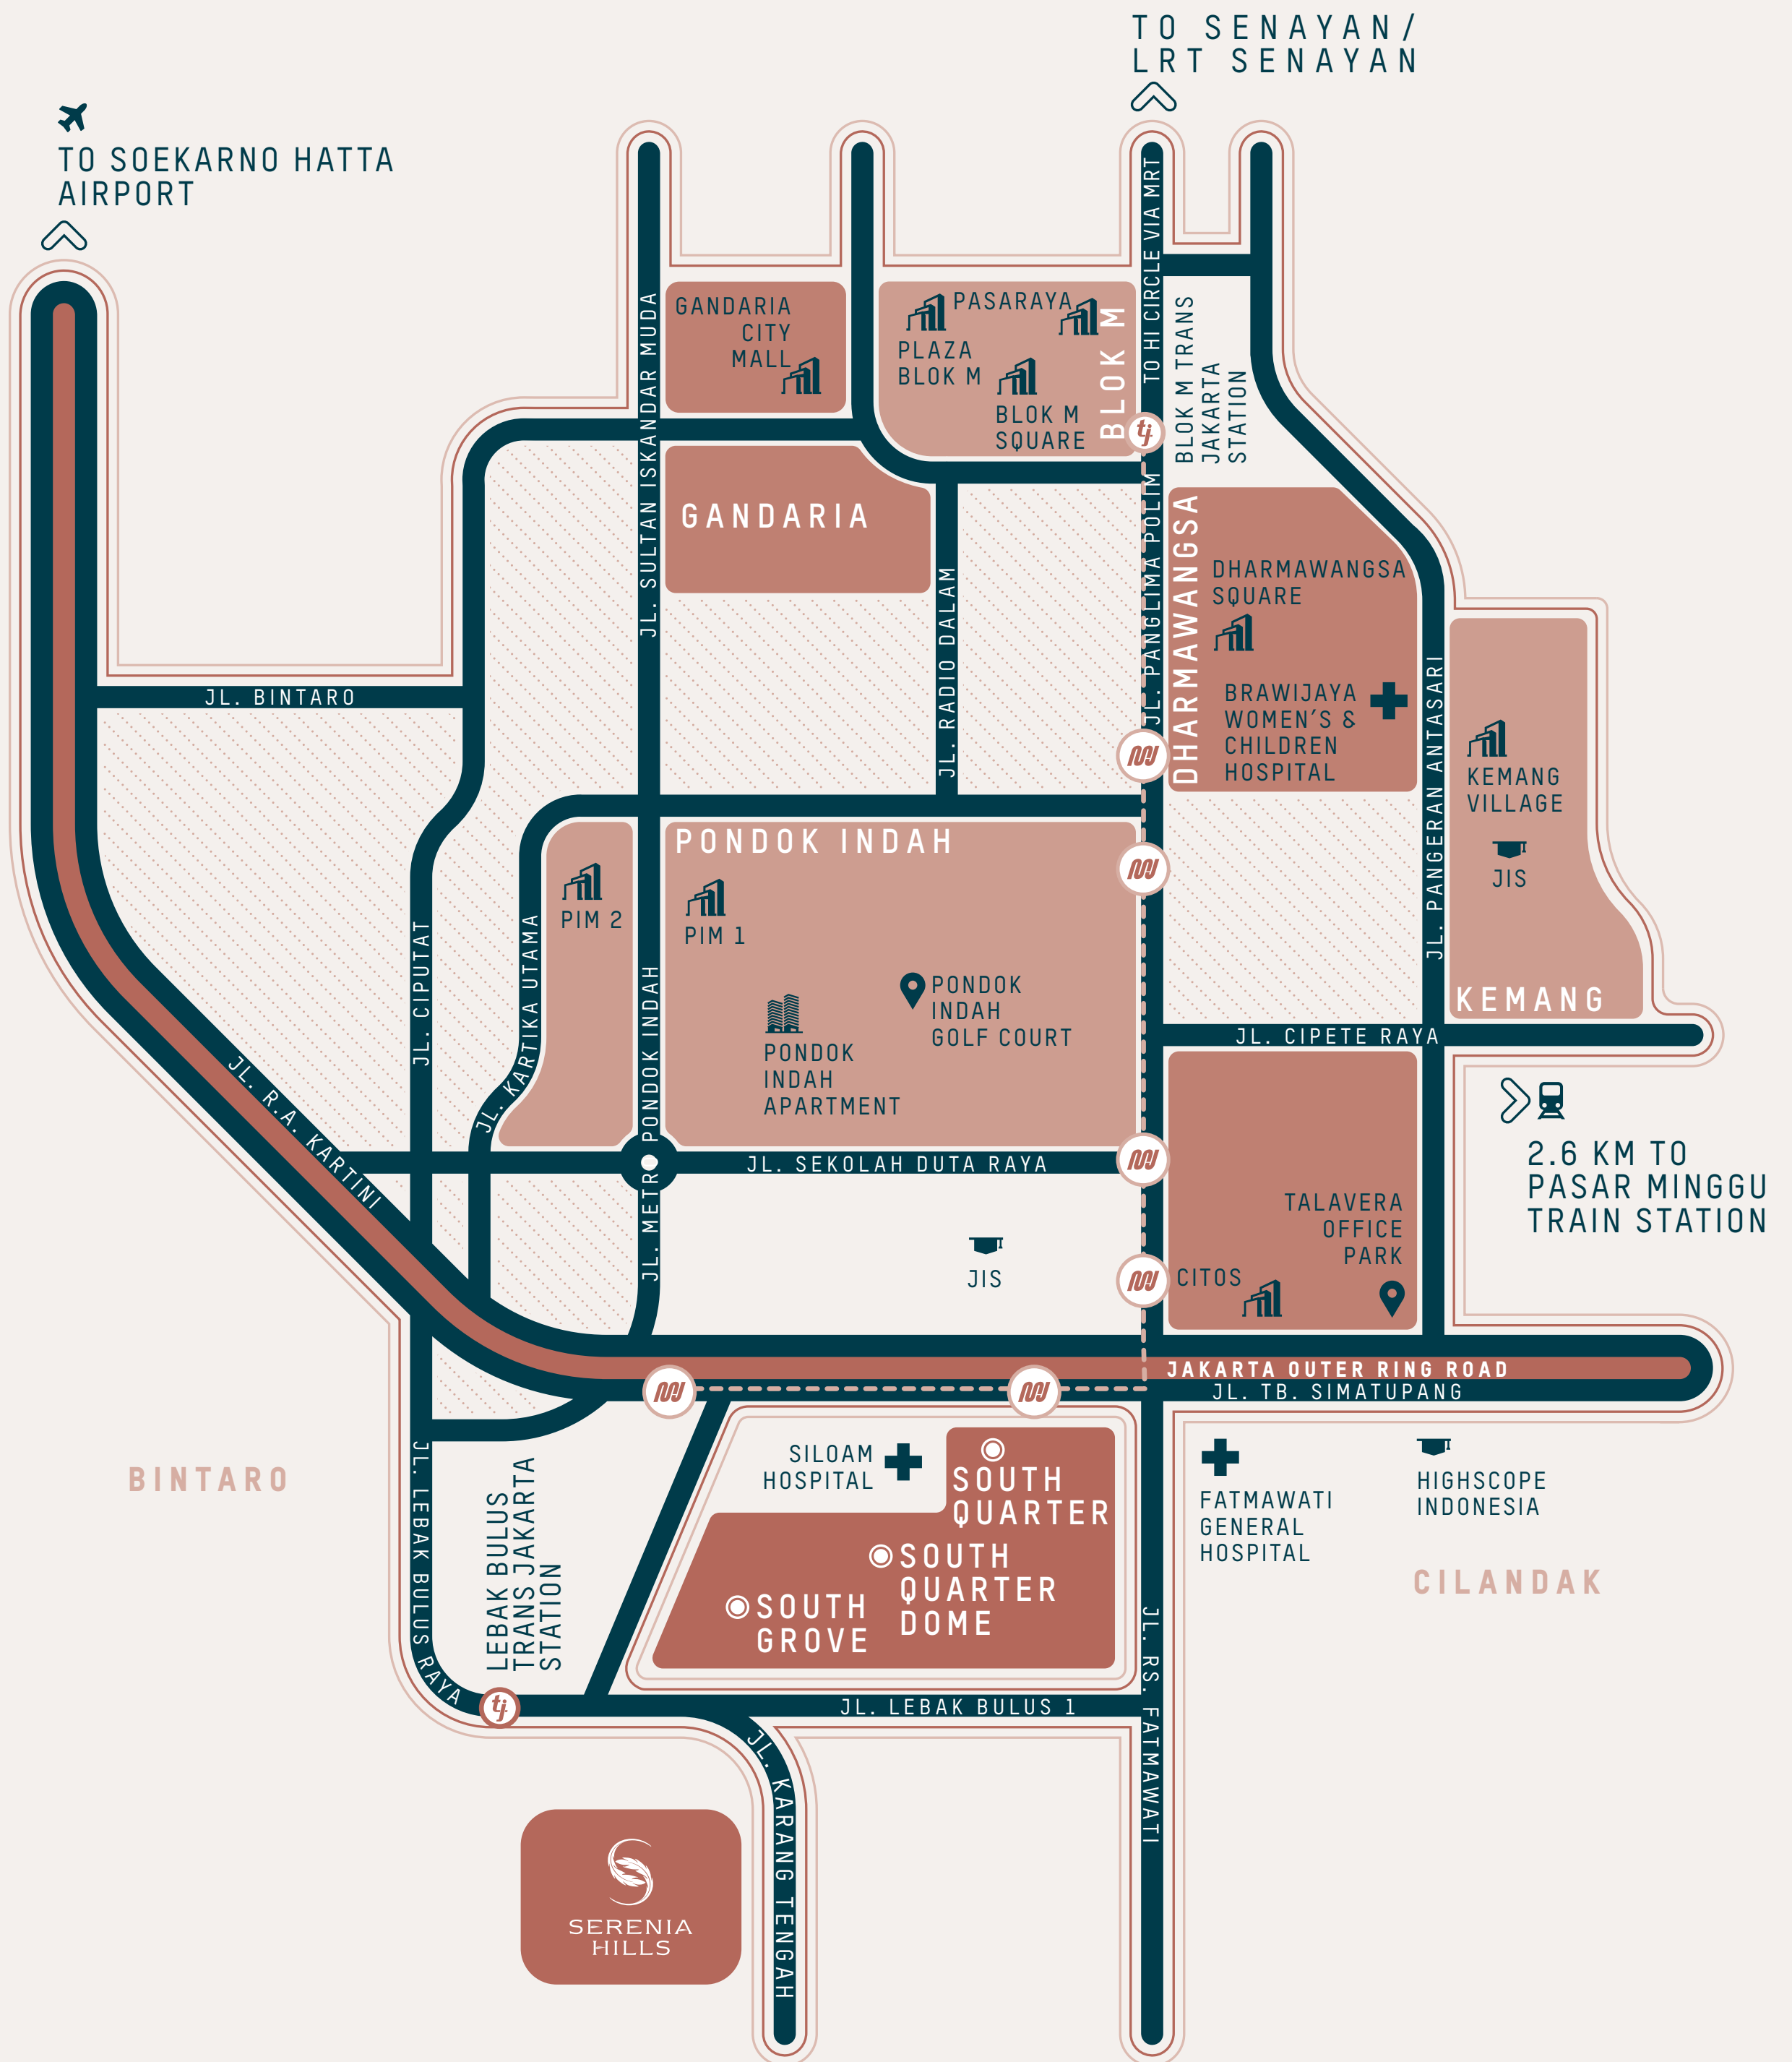 TO SENAYAN/
LRT SENAYAN
TO SOEKARNO HATTA
AIRPORT
GANDARIA
CITY
MALL
PASARAYA
PLAZA
BLOK M
BLOK M
SQUARE
BLOK M
TO HI CIRCLE VIA MRT
BLOK M TRANS
JAKARTA
STATION
tj
JL. SULTAN ISKANDAR MUDA
GANDARIA
JL. RADIO DALAM
JL. PANGLIMA POLIM
DHARMAWANGSA
DHARMAWANGSA
SQUARE
BRAWIJAYA
WOMEN'S &
CHILDREN
HOSPITAL
JL. PANGERAN ANTASARI
KEMANG
VILLAGE
JIS
KEMANG
JL. BINTARO
JL. CIPUTAT
JL. KARTIKA UTAMA
PIM 2
PONDOK INDAH
PIM 1
PONDOK
INDAH
GOLF COURT
PONDOK
INDAH
APARTMENT
JL. METRO PONDOK INDAH
JL. CIPETE RAYA
JL. R.A. KARTINI
JL. SEKOLAH DUTA RAYA
2.6 KM TO
PASAR MINGGU
TRAIN STATION
JIS
TALAVERA
OFFICE
PARK
CITOS
JAKARTA OUTER RING ROAD
JL. TB. SIMATUPANG
BINTARO
JL. LEBAK BULUS RAYA
LEBAK BULUS
TRANS JAKARTA
STATION
tj
SILOAM
HOSPITAL
SOUTH
QUARTER
SOUTH
QUARTER
DOME
SOUTH
GROVE
FATMAWATI
GENERAL
HOSPITAL
HIGHSCOPE
INDONESIA
CILANDAK
JL. RS. FATMAWATI
JL. LEBAK BULUS 1
JL. KARANG TENGAH
SERENIA
HILLS